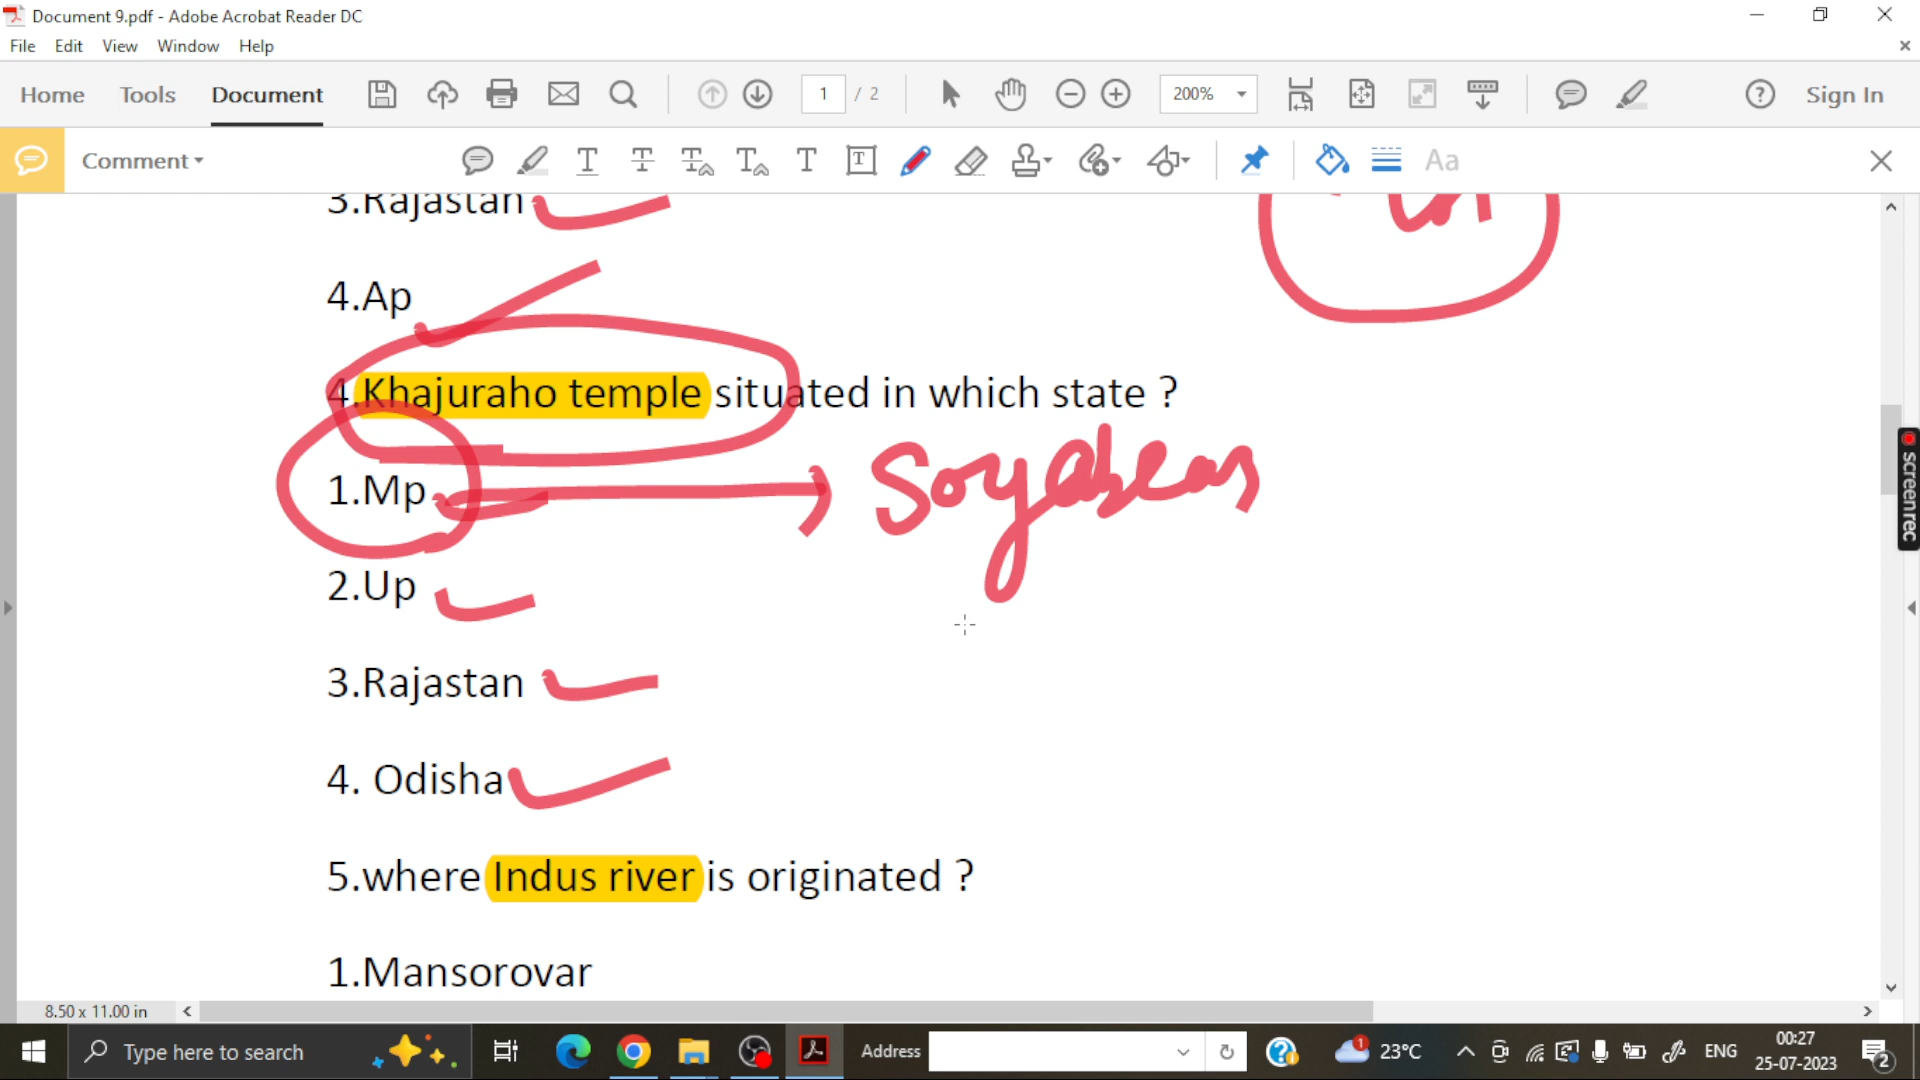 Document 9.pdf - Adobe Acrobat Reader DC
File Edit View Window Help
Home Tools Document 1 / 2 200% Sign In
Comment T T T T T T Aa
3.Rajastan
4.Ap
4.Khajuraho temple situated in which state ?
1.Mp
2.Up
3.Rajastan
4. Odisha
5.where Indus river is originated ?
1.Mansorovar
screenrec
8.50 x 11.00 in
Type here to search Address 1 23°C ENG 00:27
25-07-2023 2